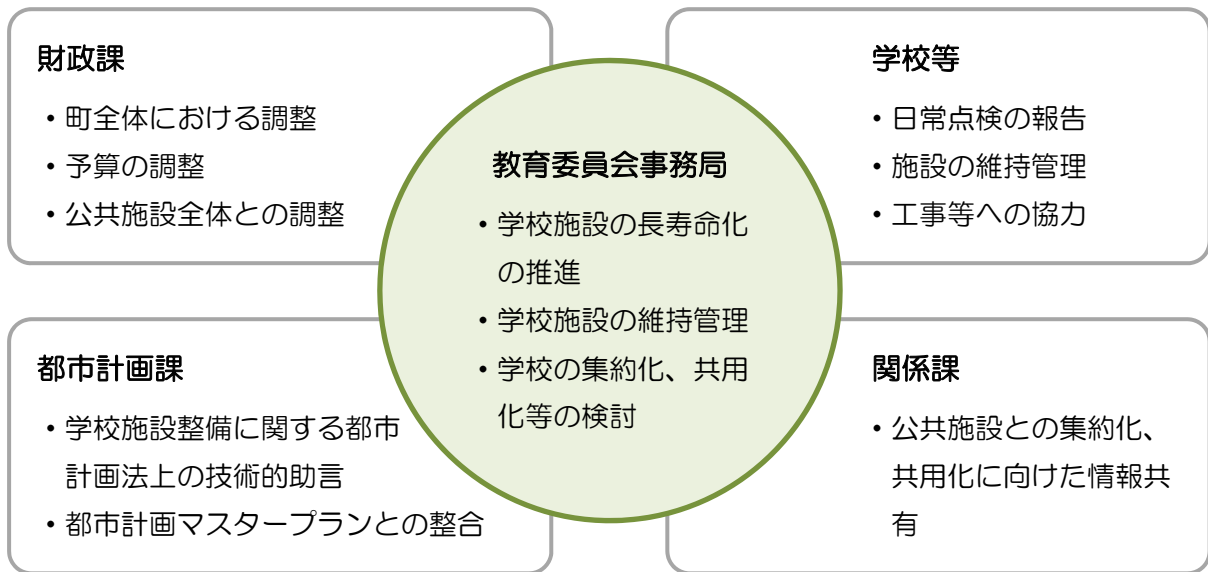 財政課
・町全体における調整
・予算の調整
・公共施設全体との調整
学校等
・日常点検の報告
・施設の維持管理
・工事等への協力
教育委員会事務局
・学校施設の長寿命化
の推進
・学校施設の維持管理
・学校の集約化、共用
化等の検討
都市計画課
・学校施設整備に関する都市
計画法上の技術的助言
・都市計画マスタープランとの整合
関係課
・公共施設との集約化、
共用化に向けた情報共
有